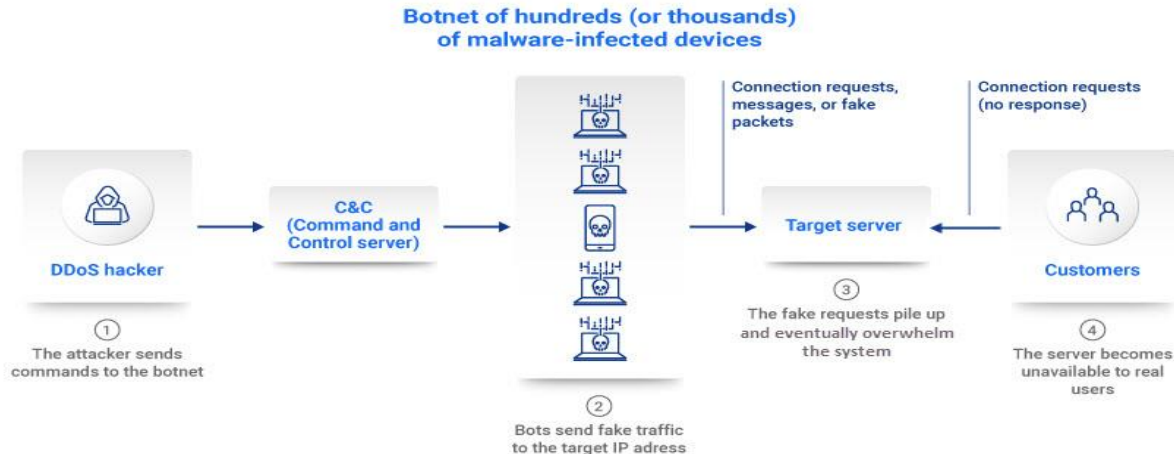 Botnet of hundreds (or thousands)
of malware-infected devices
Connection requests,
messages, or fake
packets
Connection requests
(no response)
DDoS hacker
C&C
(Command and
Control server)
Target server
Customers
1
The attacker sends
commands to the botnet
2
Bots send fake traffic
to the target IP adress
3
The fake requests pile up
and eventually overwhelm
the system
4
The server becomes
unavailable to real
users